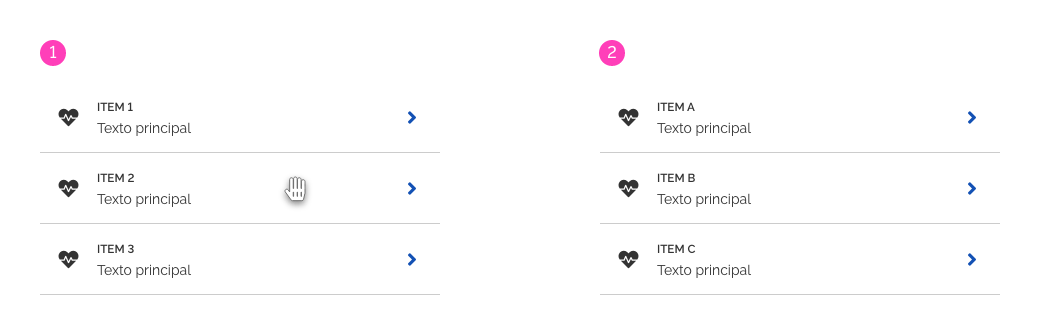 1
ITEM 1
Texto principal
ITEM 2
Texto principal
ITEM 3
Texto principal
2
ITEM A
Texto principal
ITEM B
Texto principal
ITEM C
Texto principal